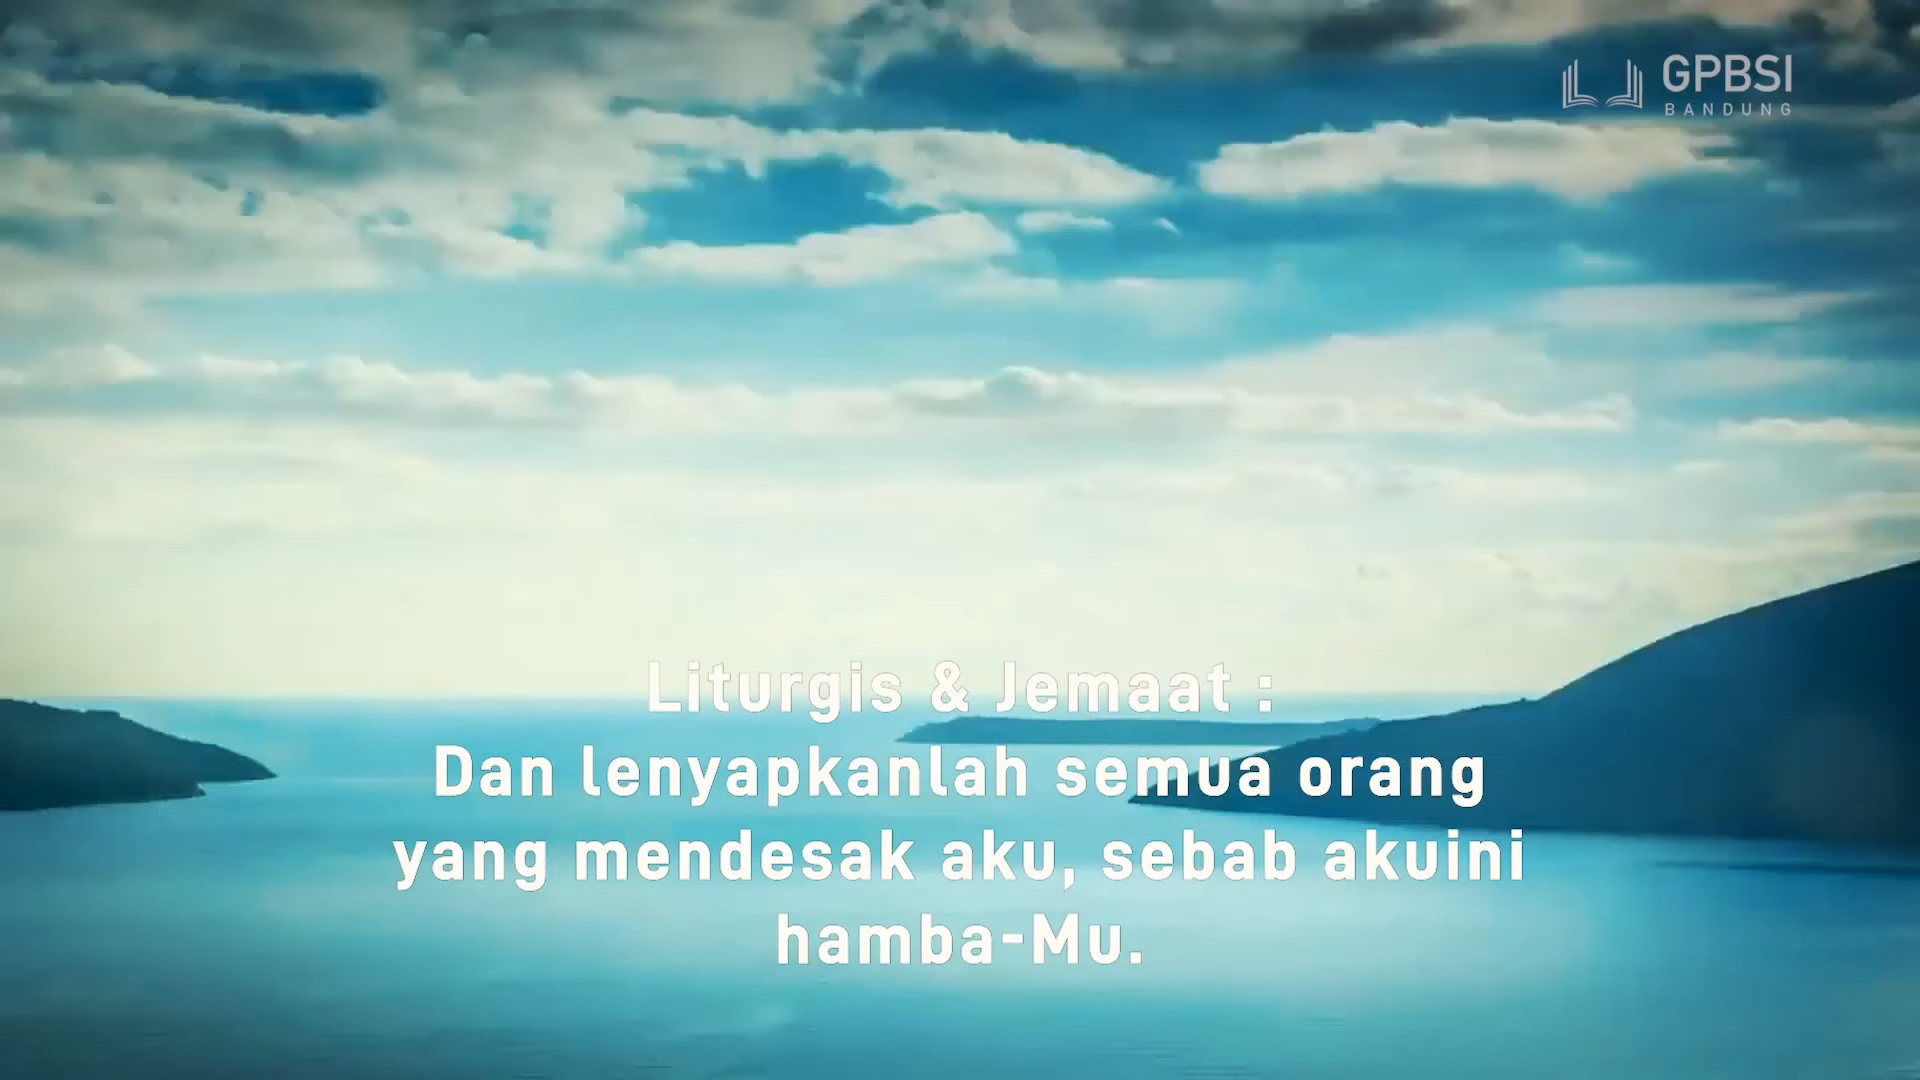 GPBSI
BANDUNG
Liturgis & Jemaat :
Dan lenyapkanlah semua orang
yang mendesak aku, sebab akuini
hamba-Mu.